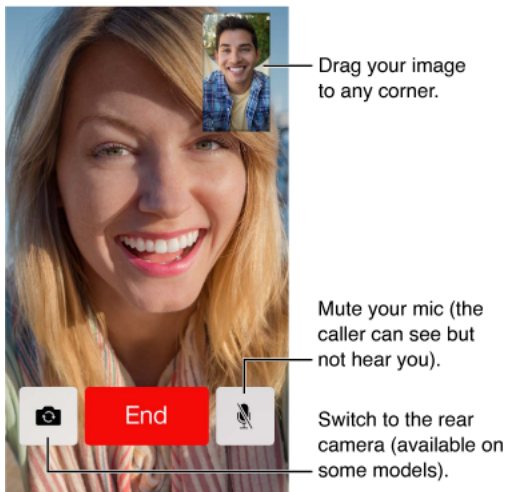 Drag your image
to any corner.
Mute your mic (the
caller can see but
not hear you).
End
Switch to the rear
camera (available on
some models).